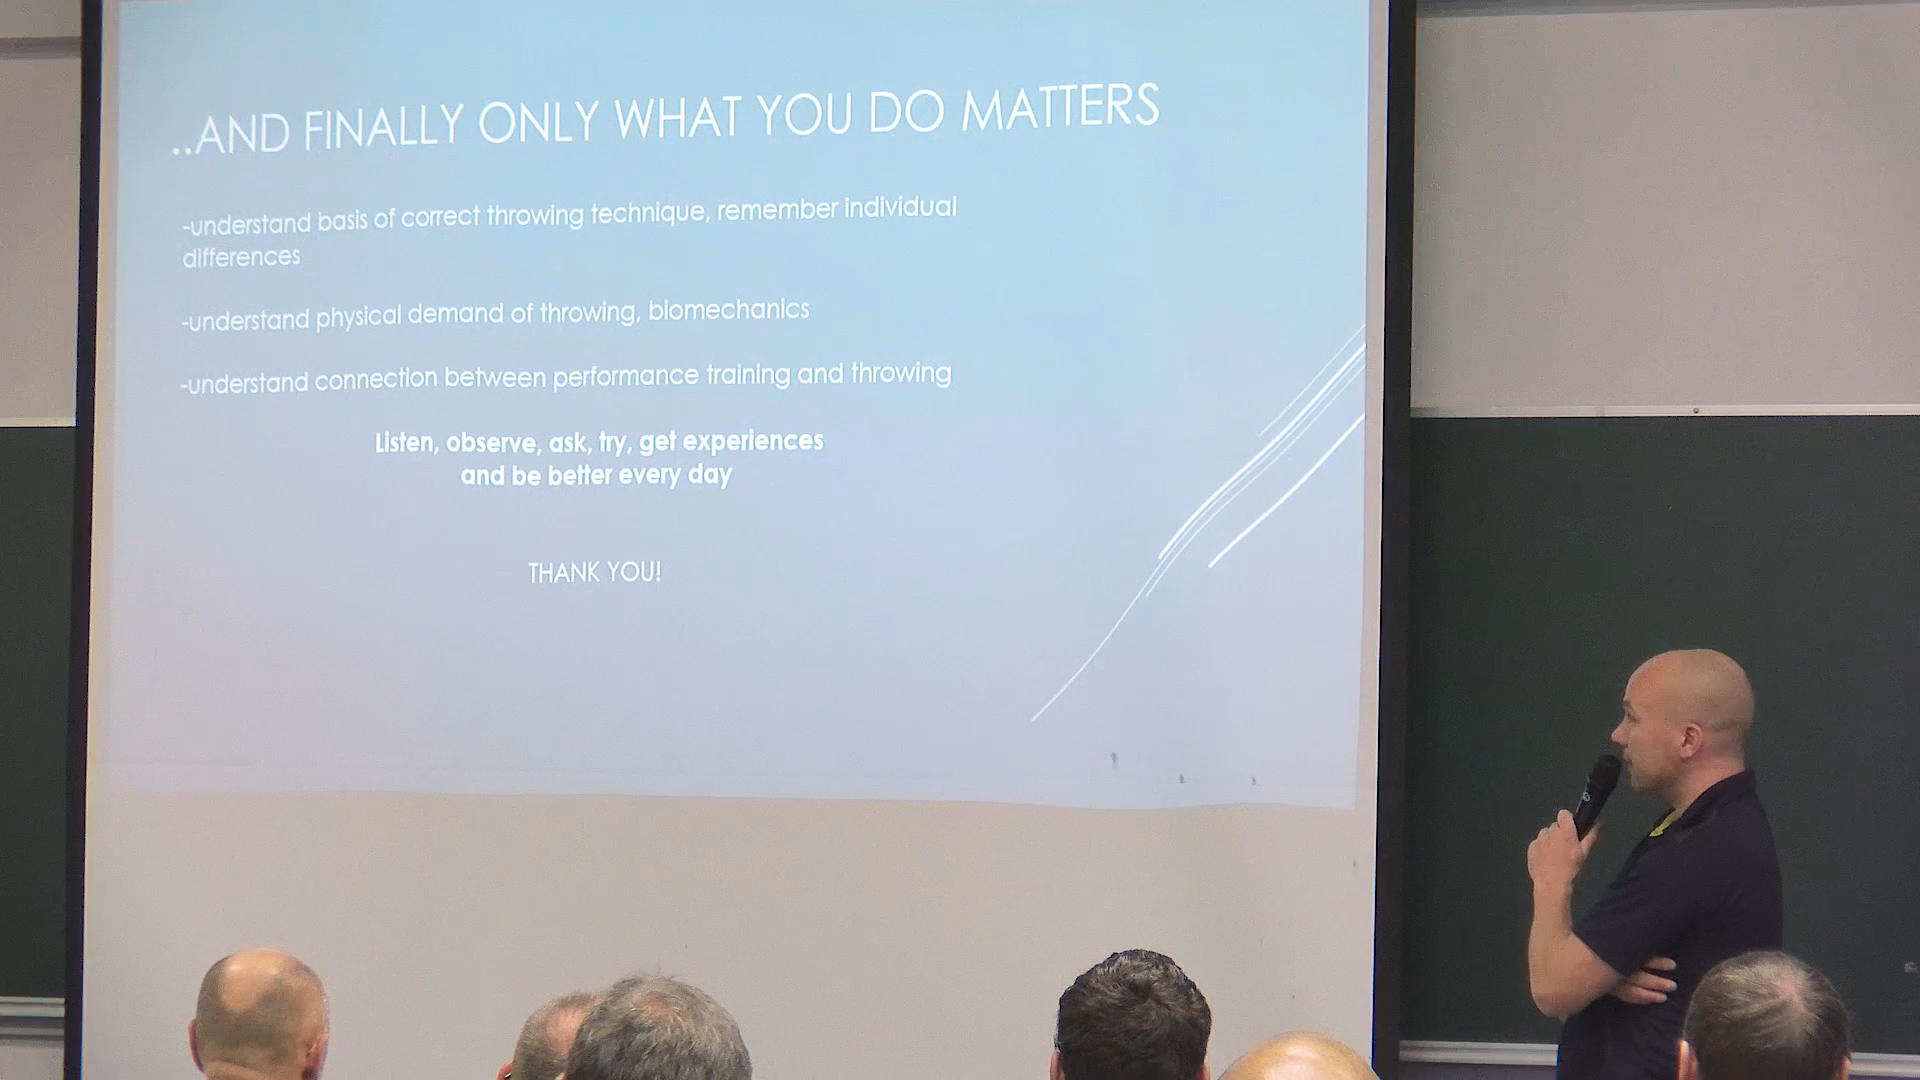 ..AND FINALLY ONLY WHAT YOU DO MATTERS
-understand basis of correct throwing technique, remember individual
differences
-understand physical demand of throwing, biomechanics
-understand connection between performance training and throwing
Listen, observe, ask, try, get experiences
and be better every day
THANK YOU!